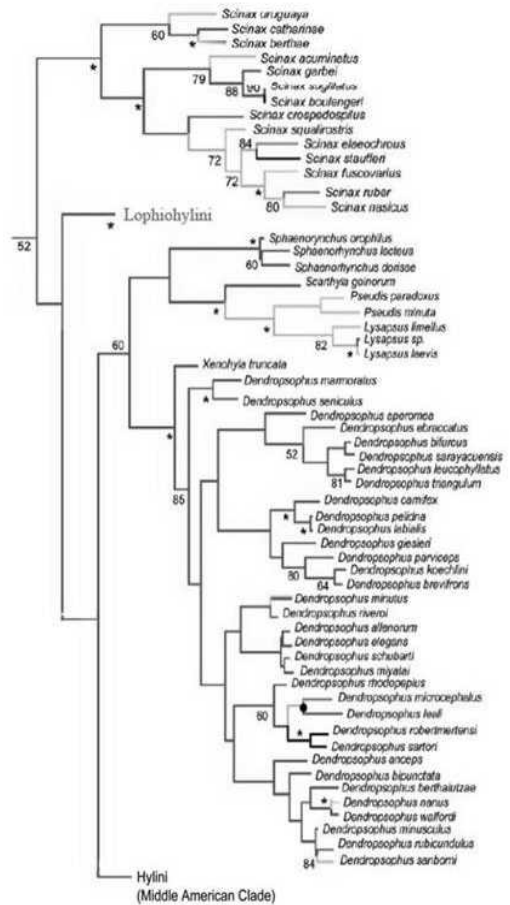 Scinax uruguaya
60
Scinax catharinae
*
Scinax berthae
*
Scinax acuminatus
79
Scinax garbei
90
88
Scinax boulengeri
*
Scinax crospedospilus
Scinax squalirostris
84
Scinax elaeochrous
72
Scinax staufferi
72
Scinax fuscovarius
*
Scinax ruber
80
Scinax nasicus
Lophiohylini
*
52
*
Sphaenorynchus orophilus
Sphaenorhynchus lacteus
60
Sphaenorhynchus dorisae
Scarthyla goinorum
*
Pseudis paradoxus
Pseudis minuta
*
Lysapsus limellus
60
82
Lysapsus sp.
*
Lysapsus laevis
Xenohyla truncata
Dendropsophus marmoratus
*
Dendropsophus seniculus
Dendropsophus aperomea
Dendropsophus ebraccatus
*
52
Dendropsophus bifurcus
Dendropsophus sarayacuensis
Dendropsophus leucophyllatus
85
81
Dendropsophus triangulum
Dendropsophus carnifex
*
Dendropsophus pelidna
*
Dendropsophus labialis
Dendropsophus giesleri
Dendropsophus parviceps
80
Dendropsophus koechlini
64
Dendropsophus brevifrons
Dendropsophus minutus
Dendropsophus riveroi
Dendropsophus allenorum
Dendropsophus elegans
Dendropsophus schubarti
Dendropsophus miyatai
Dendropsophus rhodopeplus
Dendropsophus microcephalus
60
Dendropsophus leali
*
Dendropsophus robertmertensi
Dendropsophus sartori
Dendropsophus anceps
Dendropsophus bipunctata
Dendropsophus berthalutzae
*
Dendropsophus nanus
Dendropsophus walfordi
Dendropsophus minusculus
Dendropsophus rubicundulus
84
Dendropsophus sanborni
Hylini
(Middle American Clade)